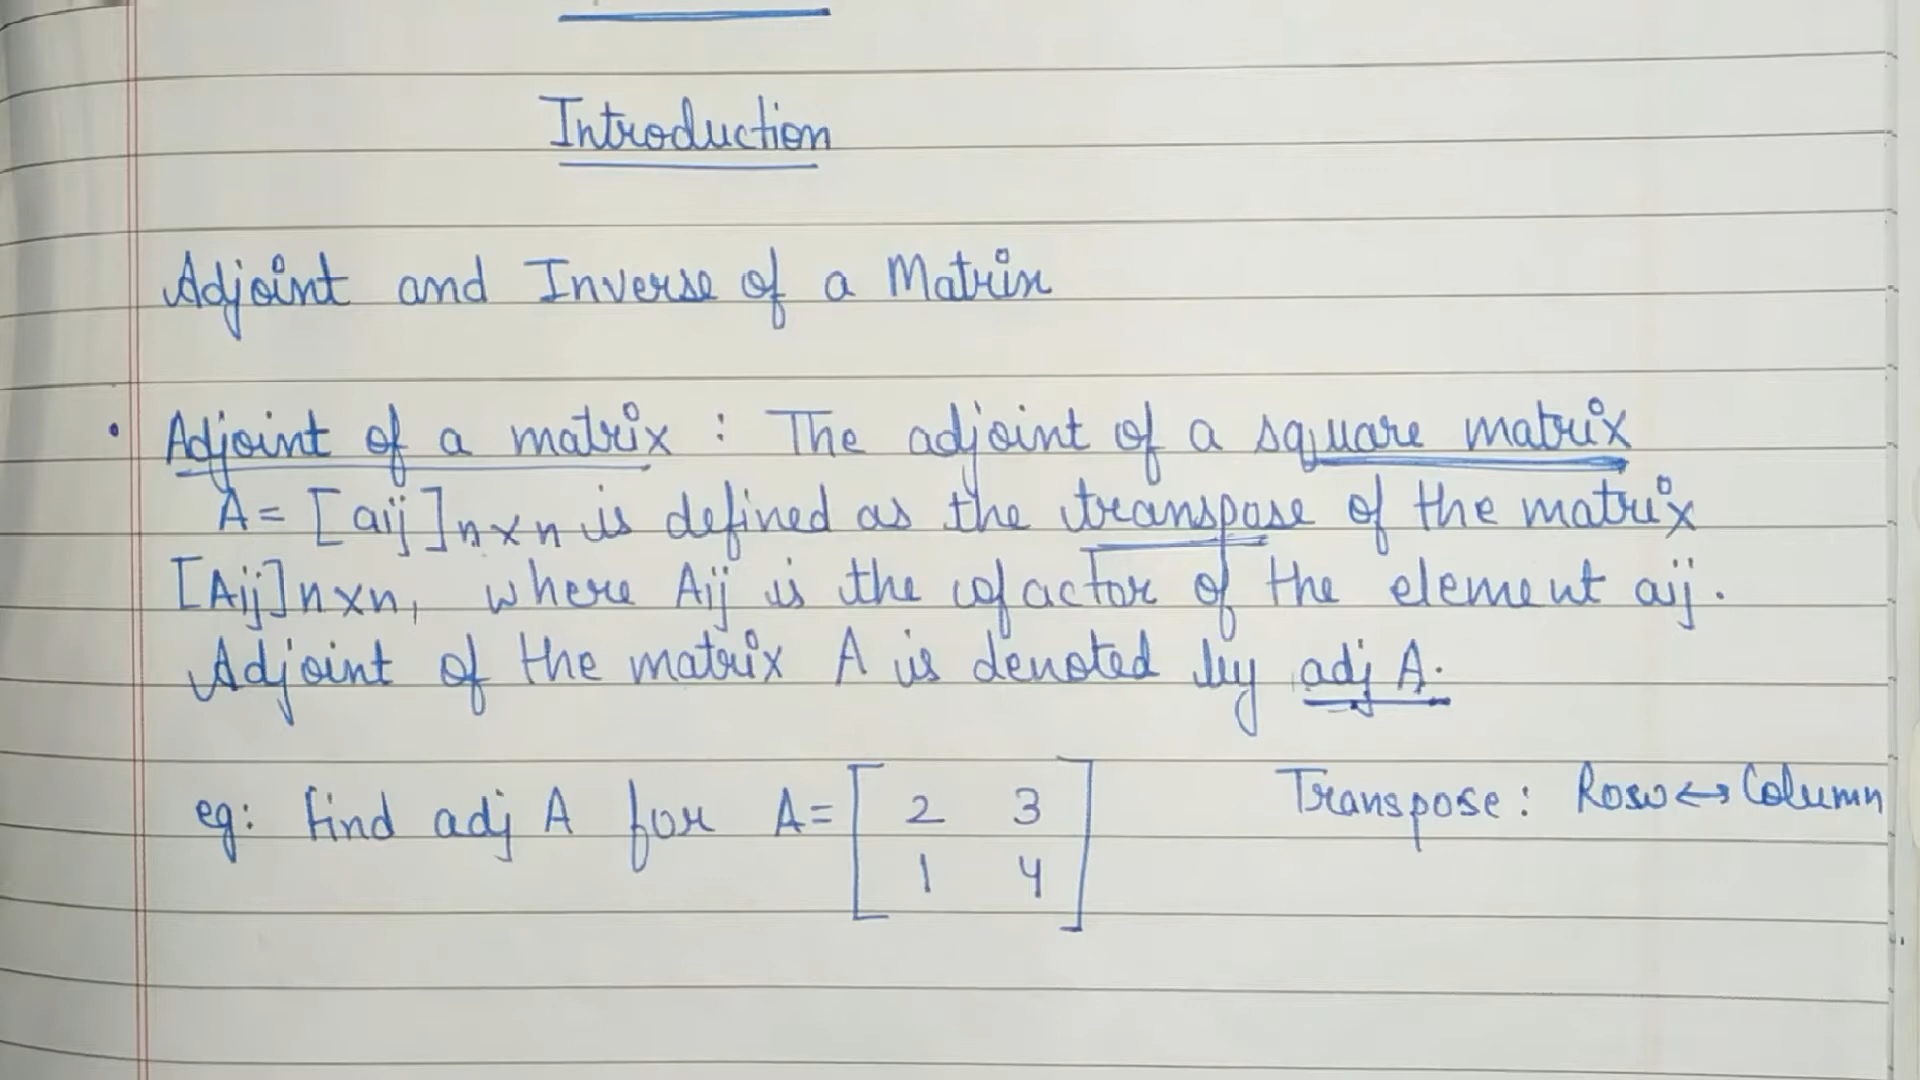 Introduction
Adjoint and Inverse of a Matrix
• Adjoint of a matrix : The adjoint of a square matrix
A = [aij]n×n is defined as the transpose of the matrix
[Aij]n×n, where Aij is the cofactor of the element aij.
Adjoint of the matrix A is denoted by adj A.
eg: find adj A for A = [ 2 3
1 4 ]
Transpose : Row ↔ Column